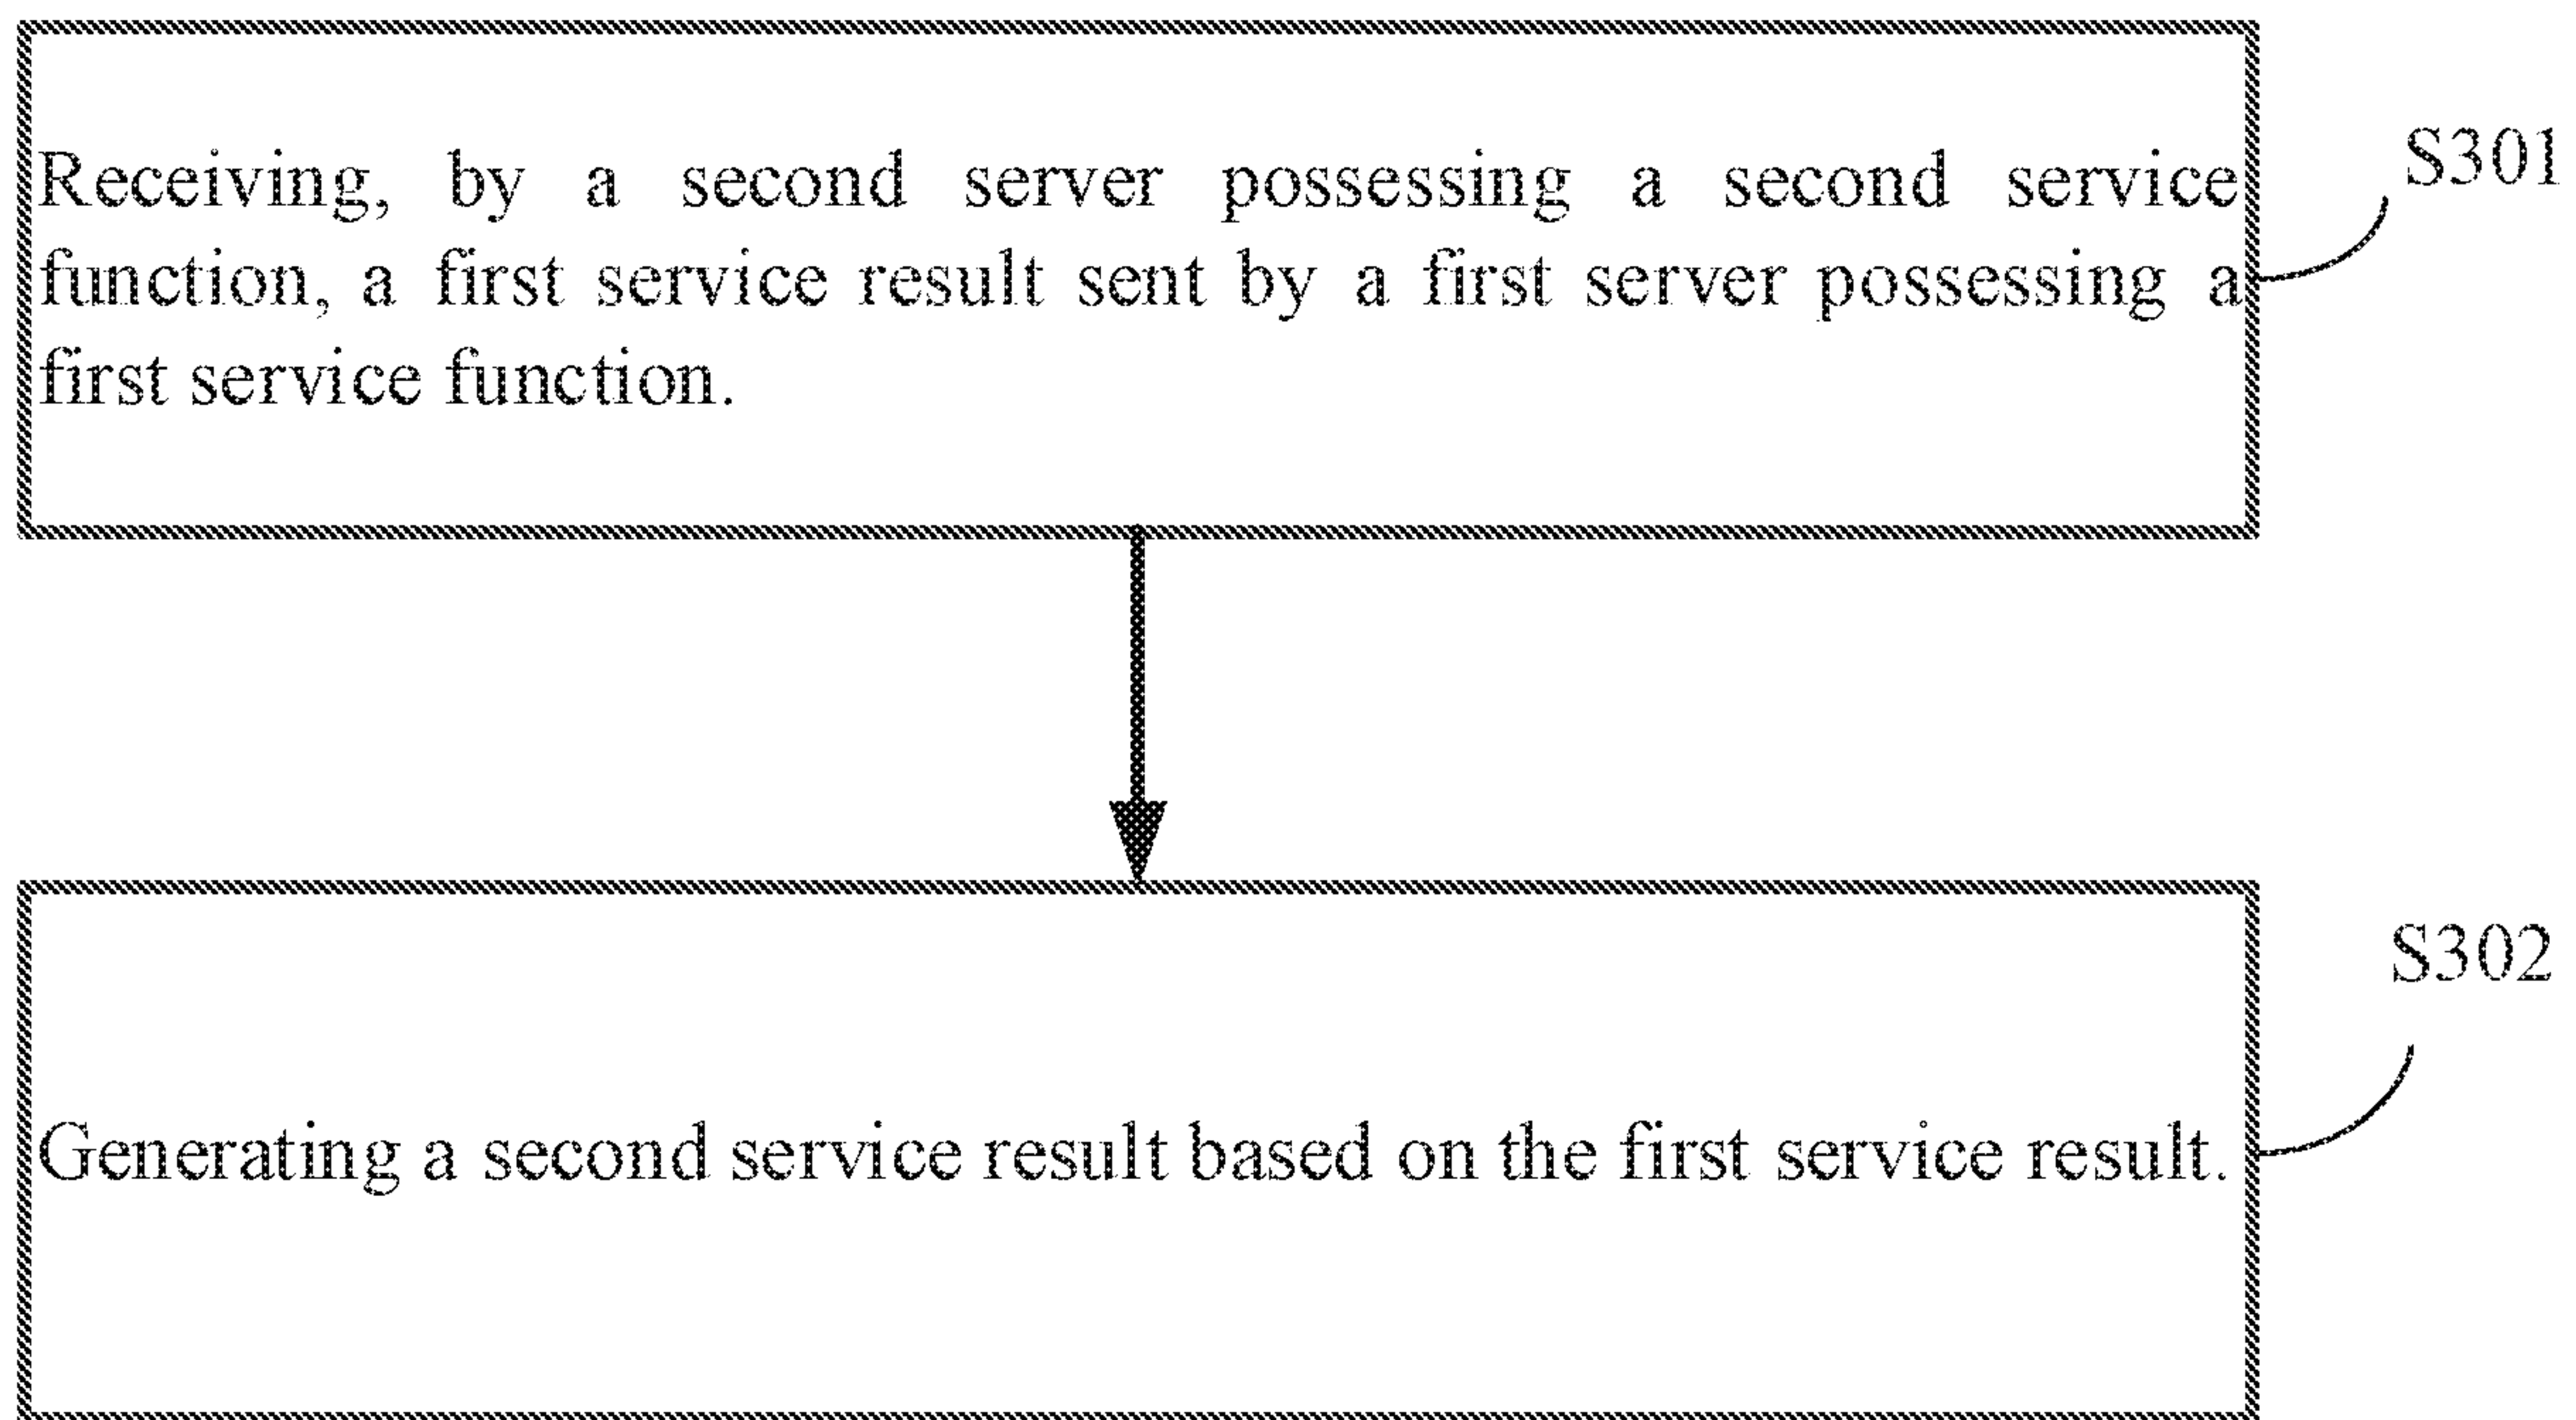 Receiving, by a second server possessing a second service
function, a first service result sent by a first server possessing a
first service function.
S301
Generating a second service result based on the first service result.
S302